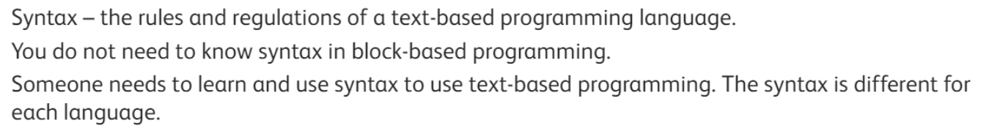 Syntax – the rules and regulations of a text-based programming language.
You do not need to know syntax in block-based programming.
Someone needs to learn and use syntax to use text-based programming. The syntax is different for
each language.